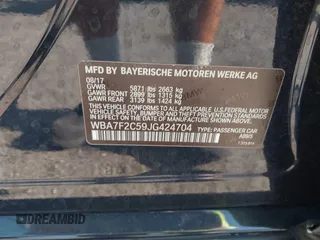 MFD BY BAYERISCHE MOTOREN WERKE AG
08/17
GVWR 5871 lbs 2663 kg
GAWR FRONT 2899 lbs 1315 kg
GAWR REAR 3139 lbs 1424 kg
THIS VEHICLE CONFORMS TO ALL APPLICABLE FEDERAL
MOTOR VEHICLE SAFETY, BUMPER, AND THEFT PREVENTION
STANDARDS IN EFFECT ON THE DATE OF MANUFACTURE
SHOWN ABOVE.
WBA7F2C59JG424704 TYPE: PASSENGER CAR
DREAMBID